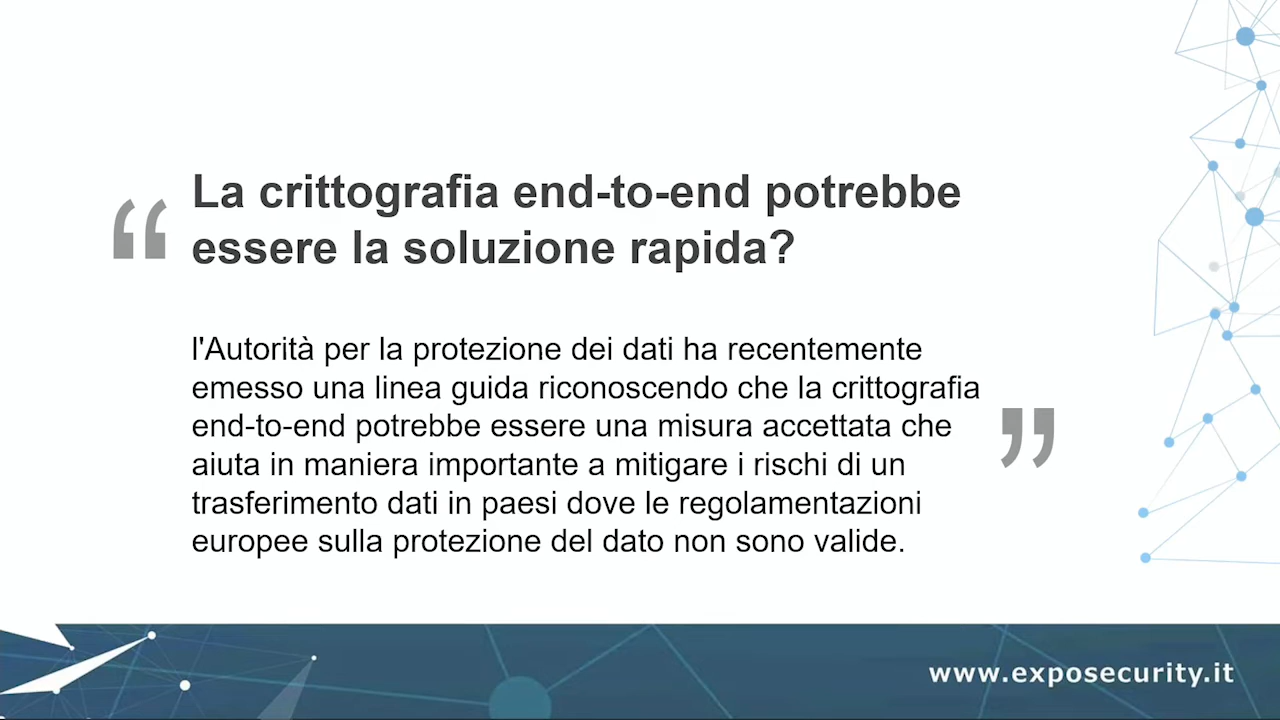 La crittografia end-to-end potrebbe
essere la soluzione rapida?
l'Autorità per la protezione dei dati ha recentemente
emesso una linea guida riconoscendo che la crittografia
end-to-end potrebbe essere una misura accettata che
aiuta in maniera importante a mitigare i rischi di un
trasferimento dati in paesi dove le regolamentazioni
europee sulla protezione del dato non sono valide.
www.exposecurity.it